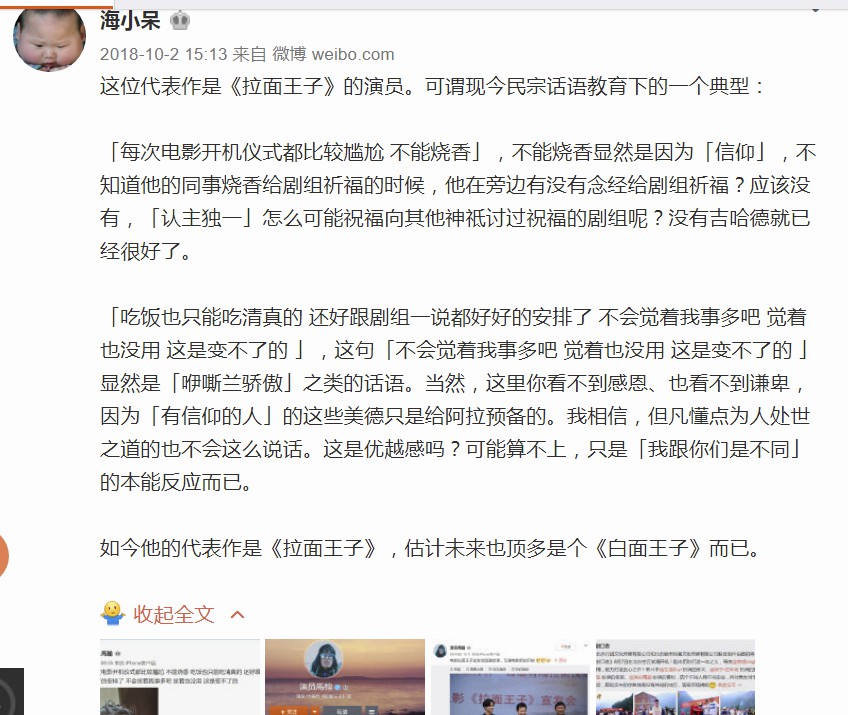 海小呆
2018-10-2 15:13 来自 微博 weibo.com
这位代表作是《拉面王子》的演员。可谓现今民宗话语教育下的一个典型：
「每次电影开机仪式都比较尴尬 不能烧香」，不能烧香显然是因为「信仰」，不
知道他的同事烧香给剧组祈福的时候，他在旁边有没有念经给剧组祈福？应该没
有，「认主独一」怎么可能祝福向其他神祇讨过祝福的剧组呢？没有吉哈德就已
经很好了。
「吃饭也只能吃清真的 还好跟剧组一说都好好的安排了 不会觉着我事多吧 觉着
也没用 这是变不了的 」，这句「不会觉着我事多吧 觉着也没用 这是变不了的 」
显然是「咿嘶兰骄傲」之类的话语。当然，这里你看不到感恩、也看不到谦卑，
因为「有信仰的人」的这些美德只是给阿拉预备的。我相信，但凡懂点为人处世
之道的也不会这么说话。这是优越感吗？可能算不上，只是「我跟你们是不同」
的本能反应而已。
如今他的代表作是《拉面王子》，估计未来也顶多是个《白面王子》而已。
收起全文
演员馬榆
影《拉面王子》宣发会